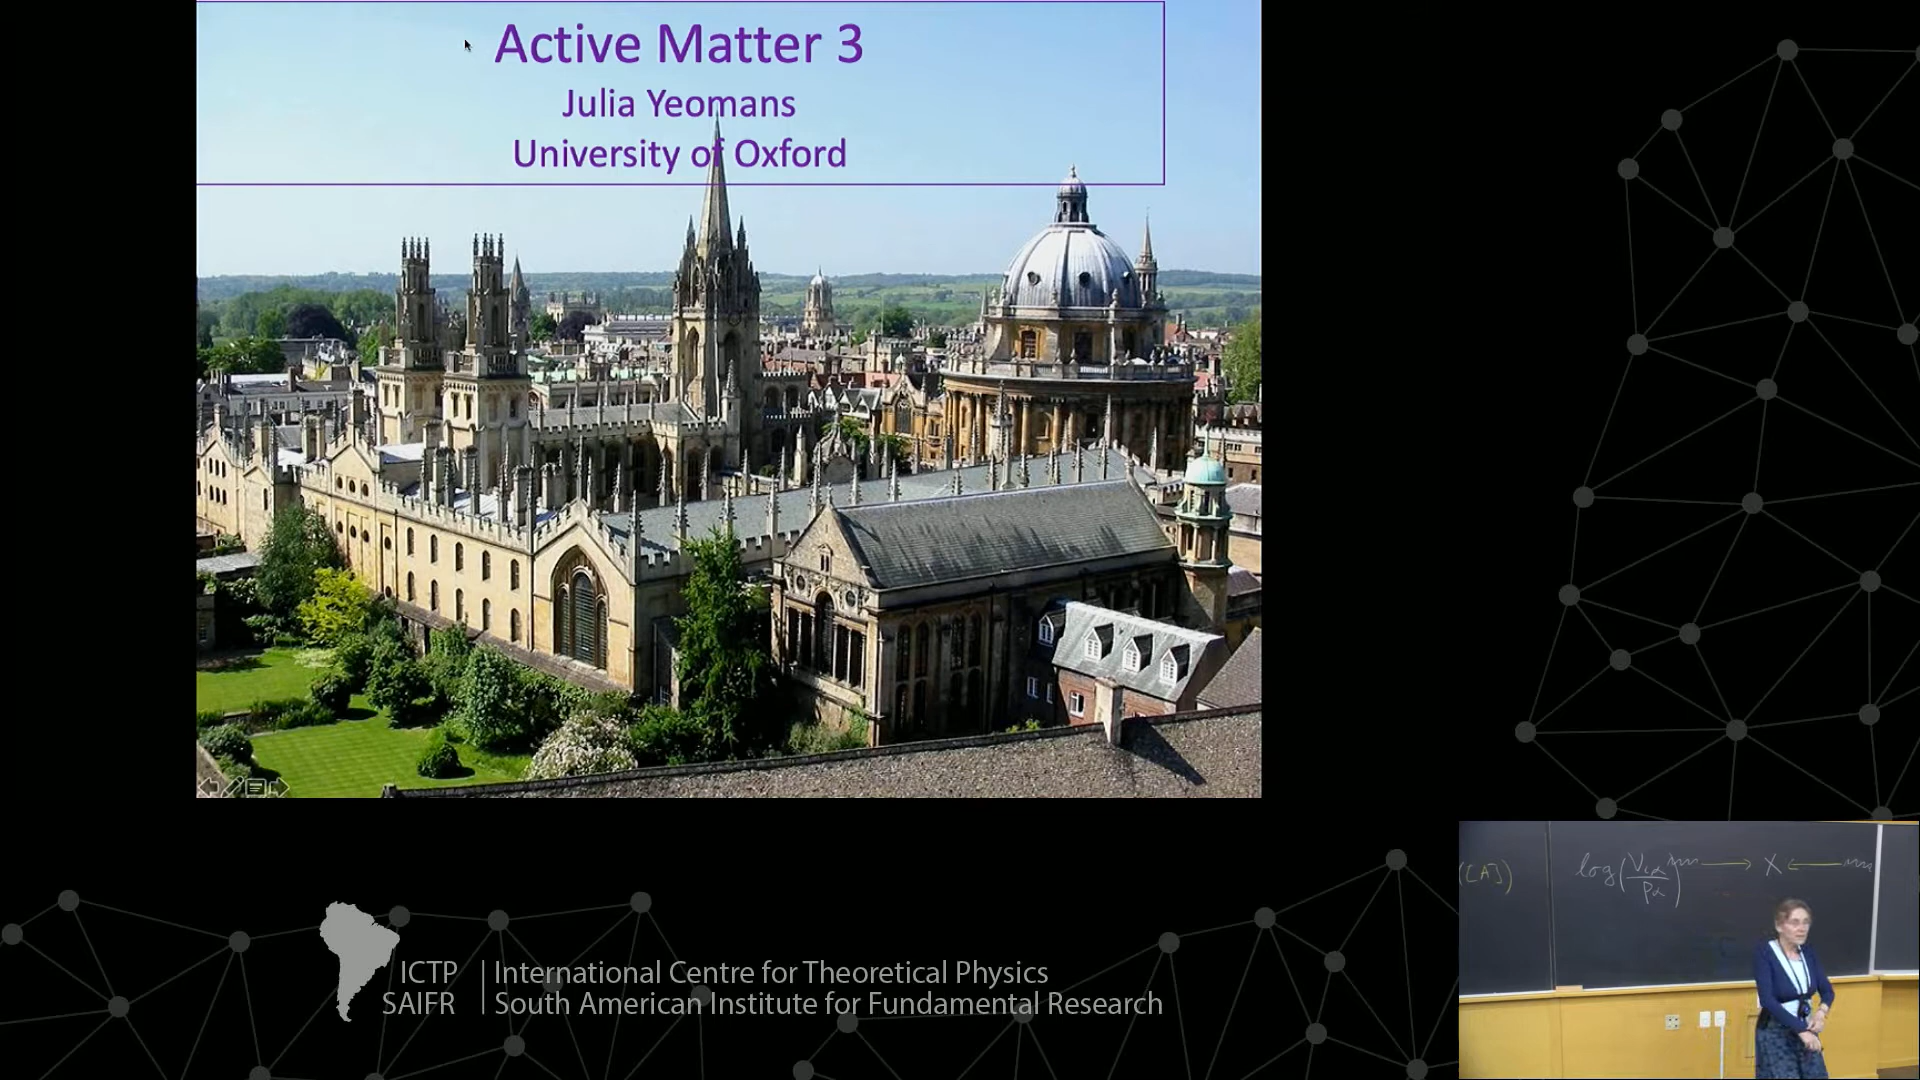 Active Matter 3
Julia Yeomans
University of Oxford
([A])
log(
X
ICTP
SAIFR
International Centre for Theoretical Physics
South American Institute for Fundamental Research